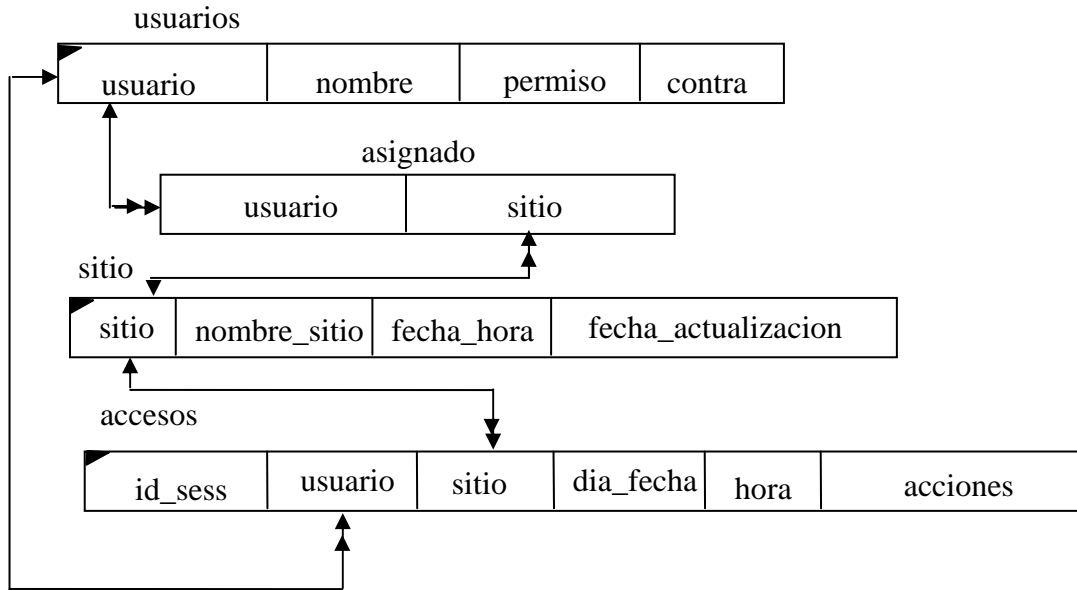 usuarios
usuario nombre permiso contra
asignado
usuario sitio
sitio
sitio nombre_sitio fecha_hora fecha_actualizacion
accesos
id_sess usuario sitio dia_fecha hora acciones